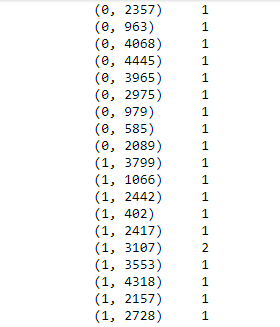 (0, 2357) 1
(0, 963) 1
(0, 4068) 1
(0, 4445) 1
(0, 3965) 1
(0, 2975) 1
(0, 979) 1
(0, 585) 1
(0, 2089) 1
(1, 3799) 1
(1, 1066) 1
(1, 2442) 1
(1, 402) 1
(1, 2417) 1
(1, 3107) 2
(1, 3553) 1
(1, 4318) 1
(1, 2157) 1
(1, 2728) 1